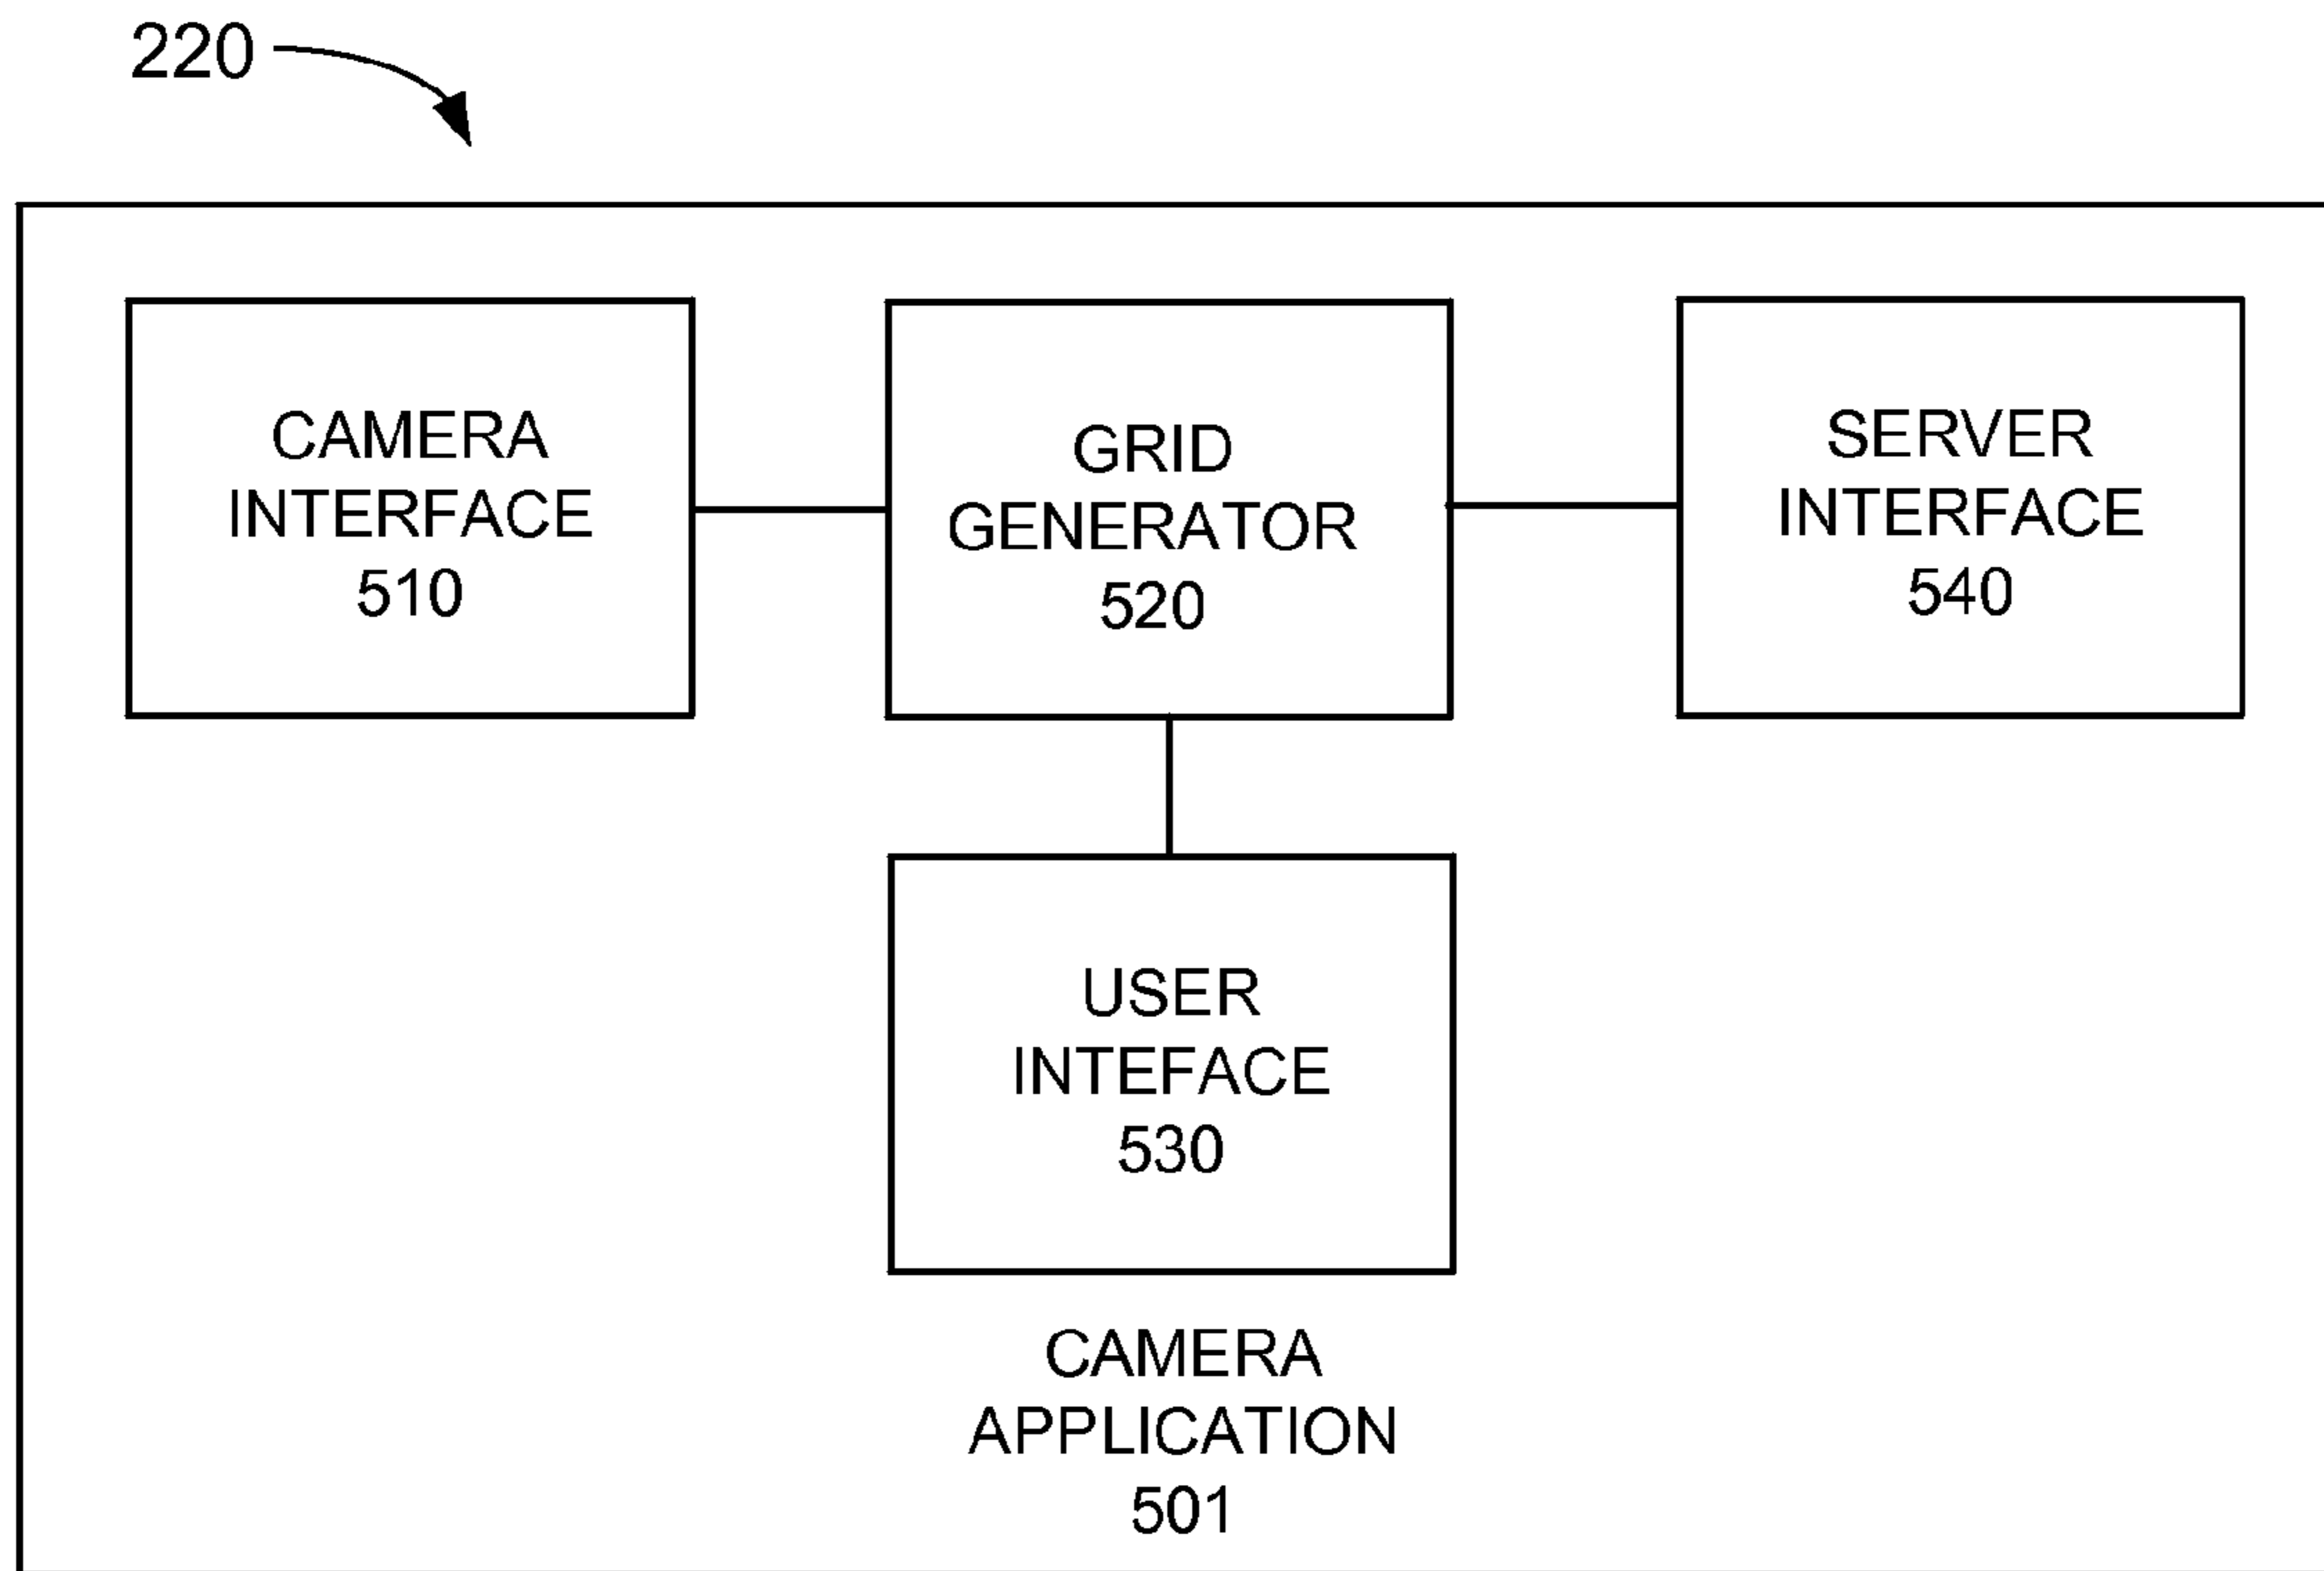 220
CAMERA
INTERFACE
510
GRID
GENERATOR
520
SERVER
INTERFACE
540
USER
INTEFACE
530
CAMERA
APPLICATION
501